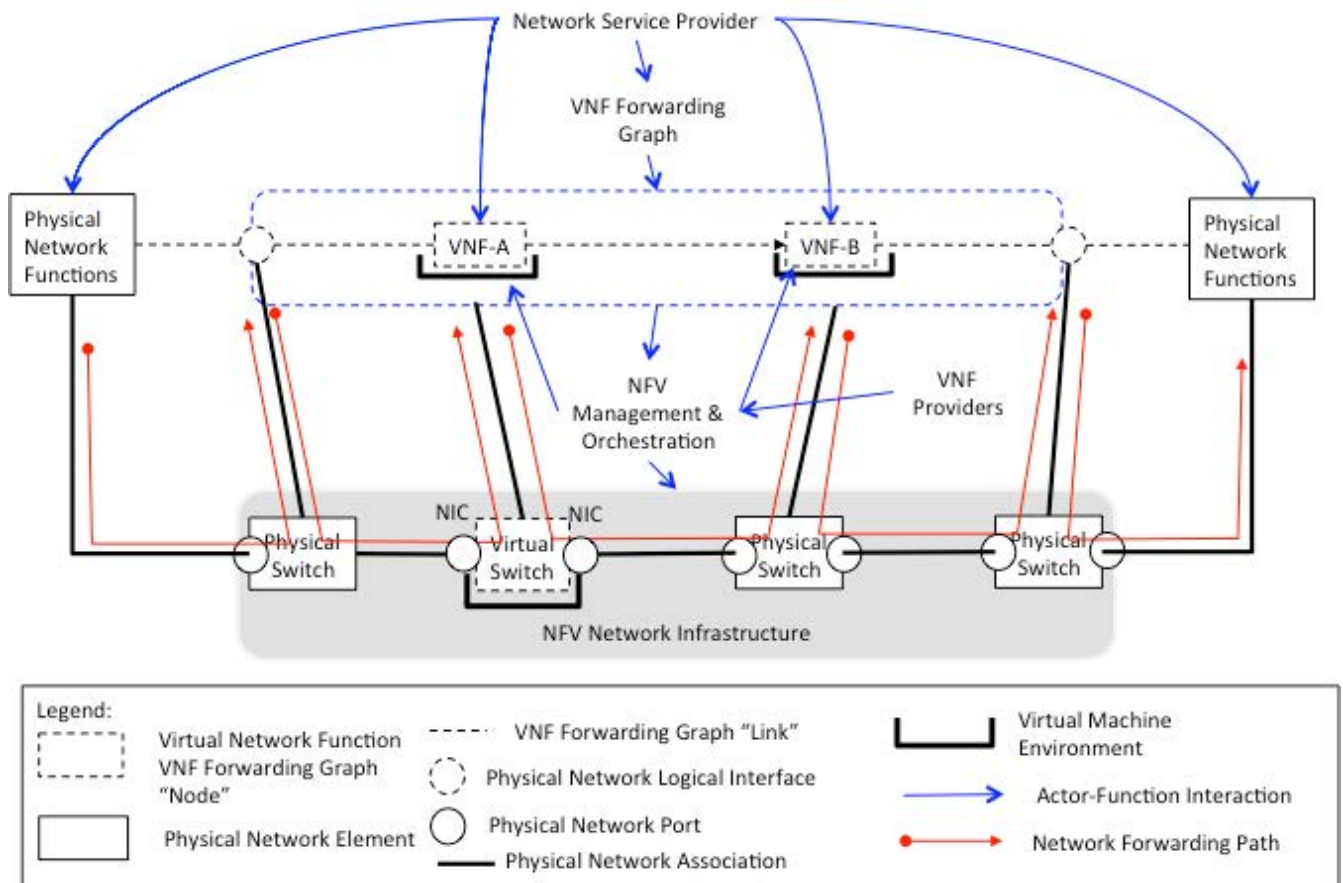 Network Service Provider
VNF Forwarding
Graph
Physical
Network
Functions
VNF-A
VNF-B
Physical
Network
Functions
NFV
Management &
Orchestration
VNF
Providers
NIC
NIC
Physical
Switch
Virtual
Switch
Physical
Switch
Physical
Switch
NFV Network Infrastructure
Legend:
Virtual Network Function
VNF Forwarding Graph
“Node”
Physical Network Element
VNF Forwarding Graph “Link”
Physical Network Logical Interface
Physical Network Port
Physical Network Association
Virtual Machine
Environment
Actor-Function Interaction
Network Forwarding Path